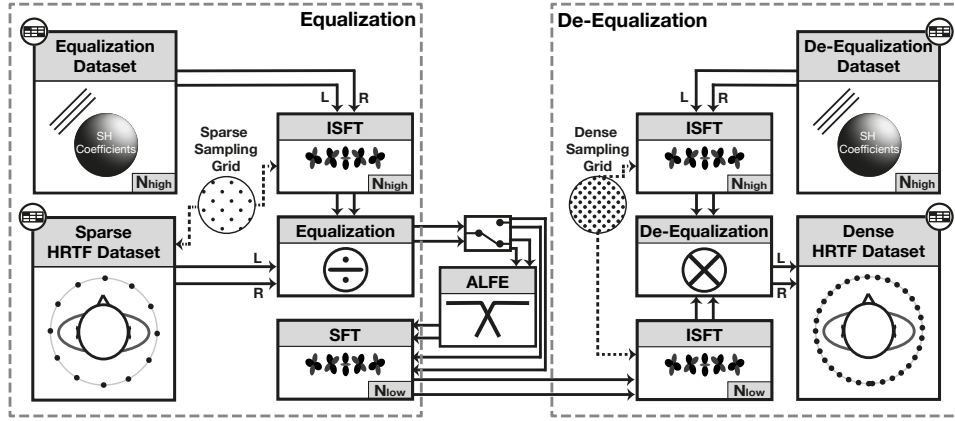 Equalization
De-Equalization
Equalization
Dataset
SH
Coefficients
Nhigh
L
R
ISFT
Nhigh
Sparse
Sampling
Grid
Sparse
HRTF Dataset
L
R
Equalization
ALFE
SFT
Nlow
De-Equalization
Dataset
SH
Coefficients
Nhigh
L
R
ISFT
Nhigh
Dense
Sampling
Grid
De-Equalization
L
R
Dense
HRTF Dataset
ISFT
Nlow